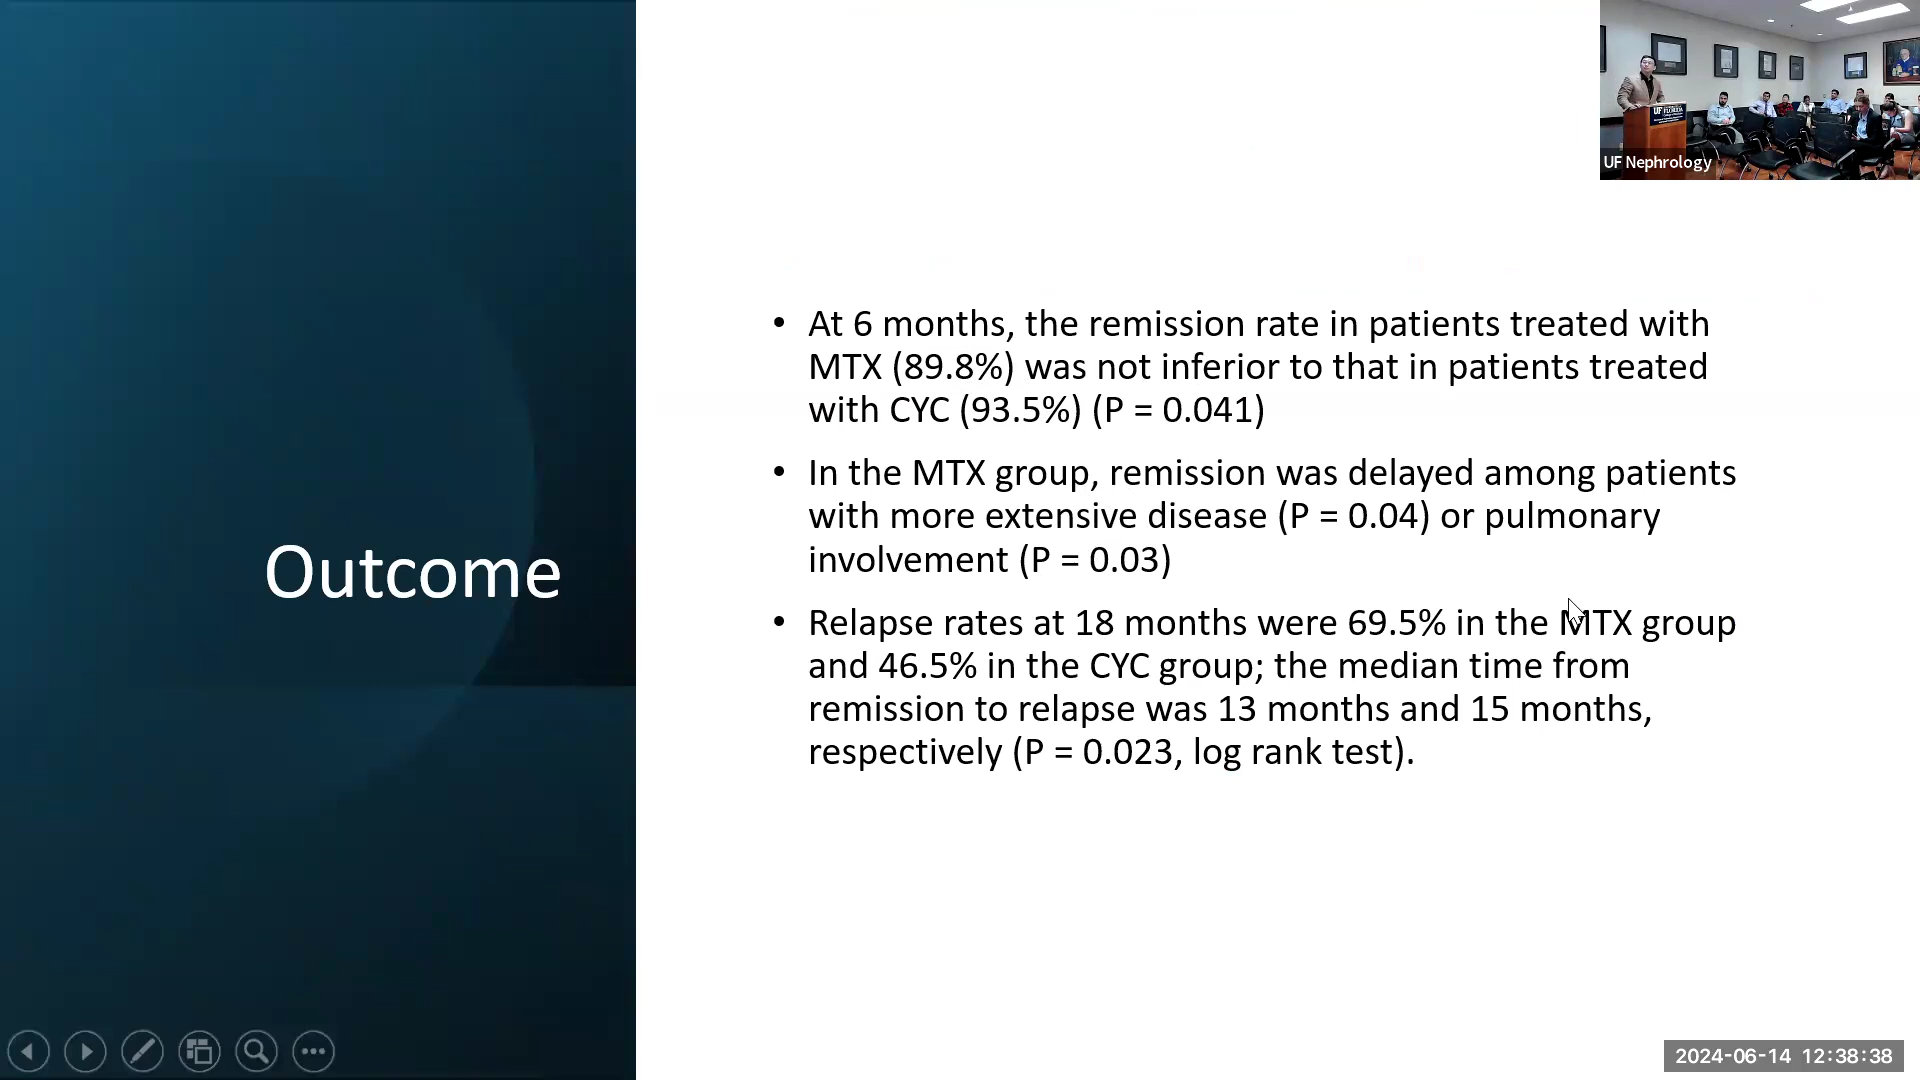 Outcome
• At 6 months, the remission rate in patients treated with
MTX (89.8%) was not inferior to that in patients treated
with CYC (93.5%) (P = 0.041)
• In the MTX group, remission was delayed among patients
with more extensive disease (P = 0.04) or pulmonary
involvement (P = 0.03)
• Relapse rates at 18 months were 69.5% in the MTX group
and 46.5% in the CYC group; the median time from
remission to relapse was 13 months and 15 months,
respectively (P = 0.023, log rank test).
UF
FLORIDA
UF Nephrology
2024-06-14 12:38:38